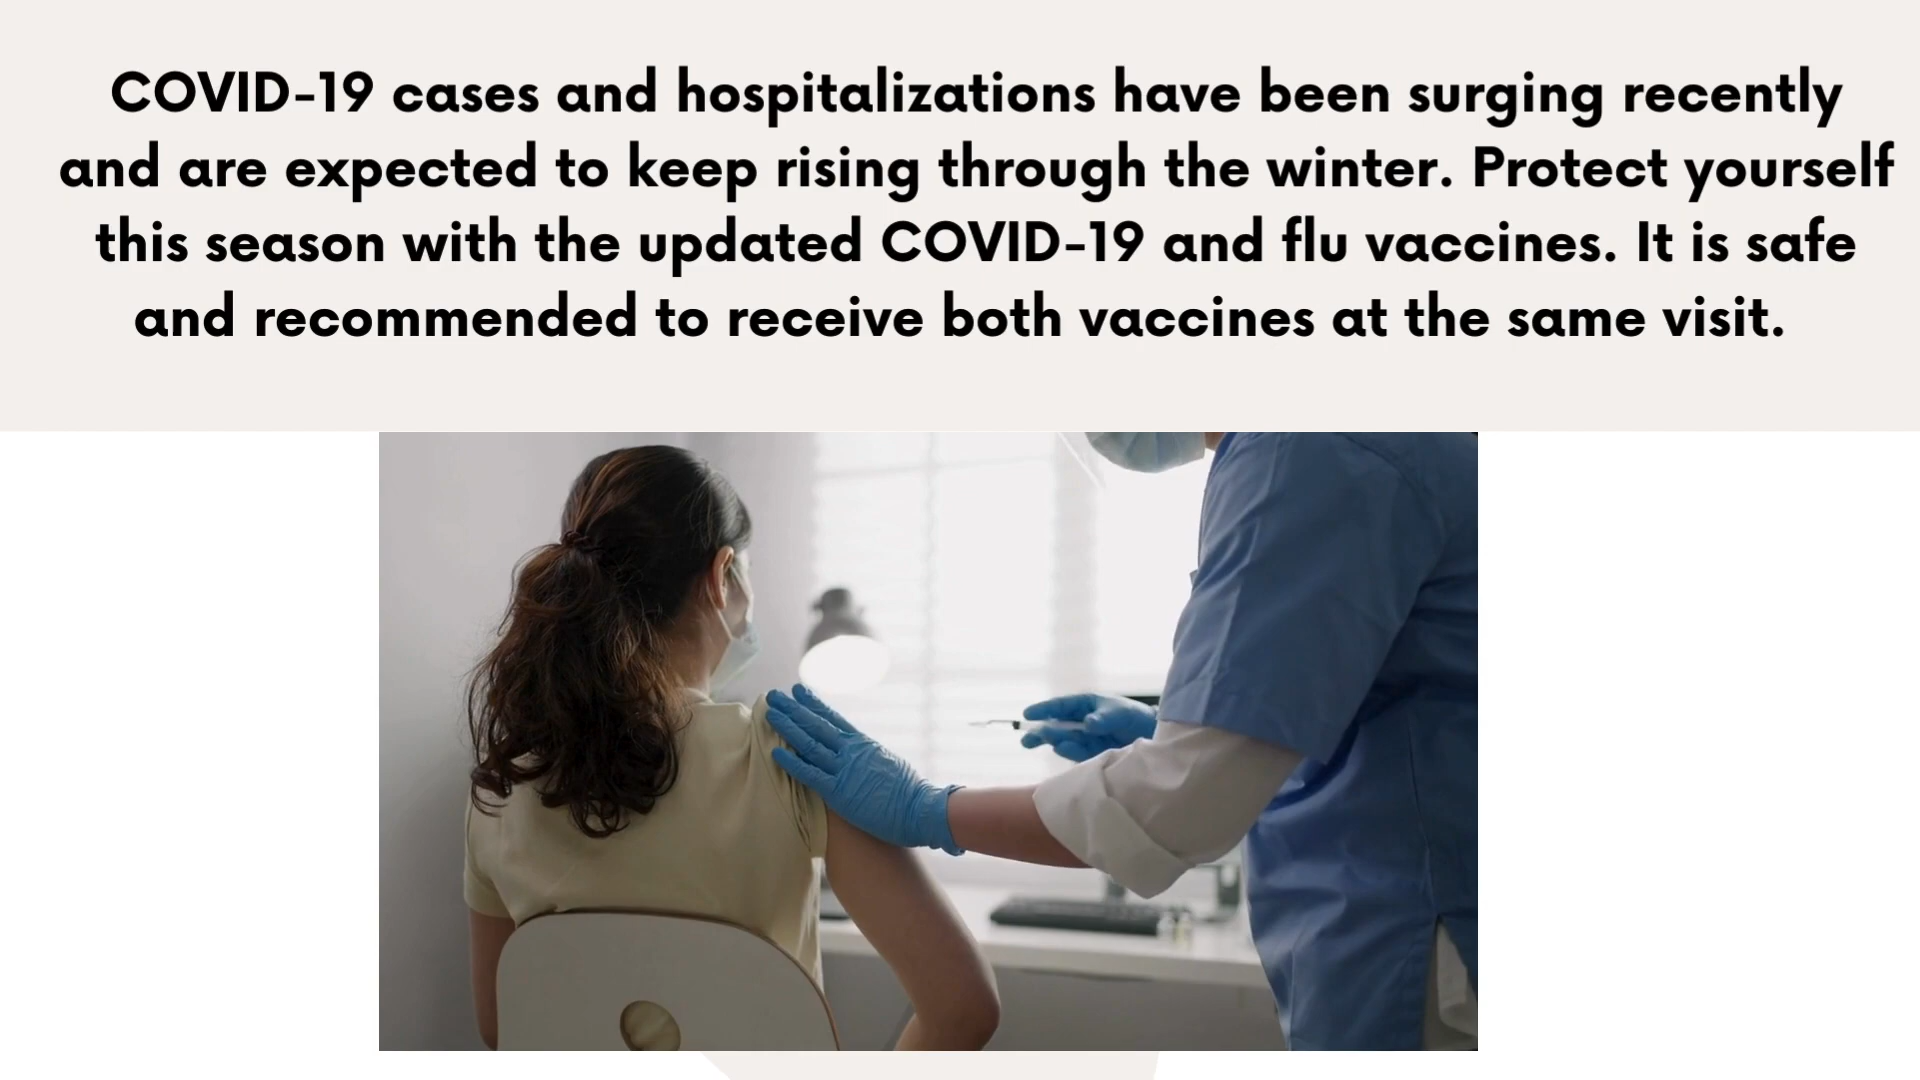 COVID-19 cases and hospitalizations have been surging recently
and are expected to keep rising through the winter. Protect yourself
this season with the updated COVID-19 and flu vaccines. It is safe
and recommended to receive both vaccines at the same visit.